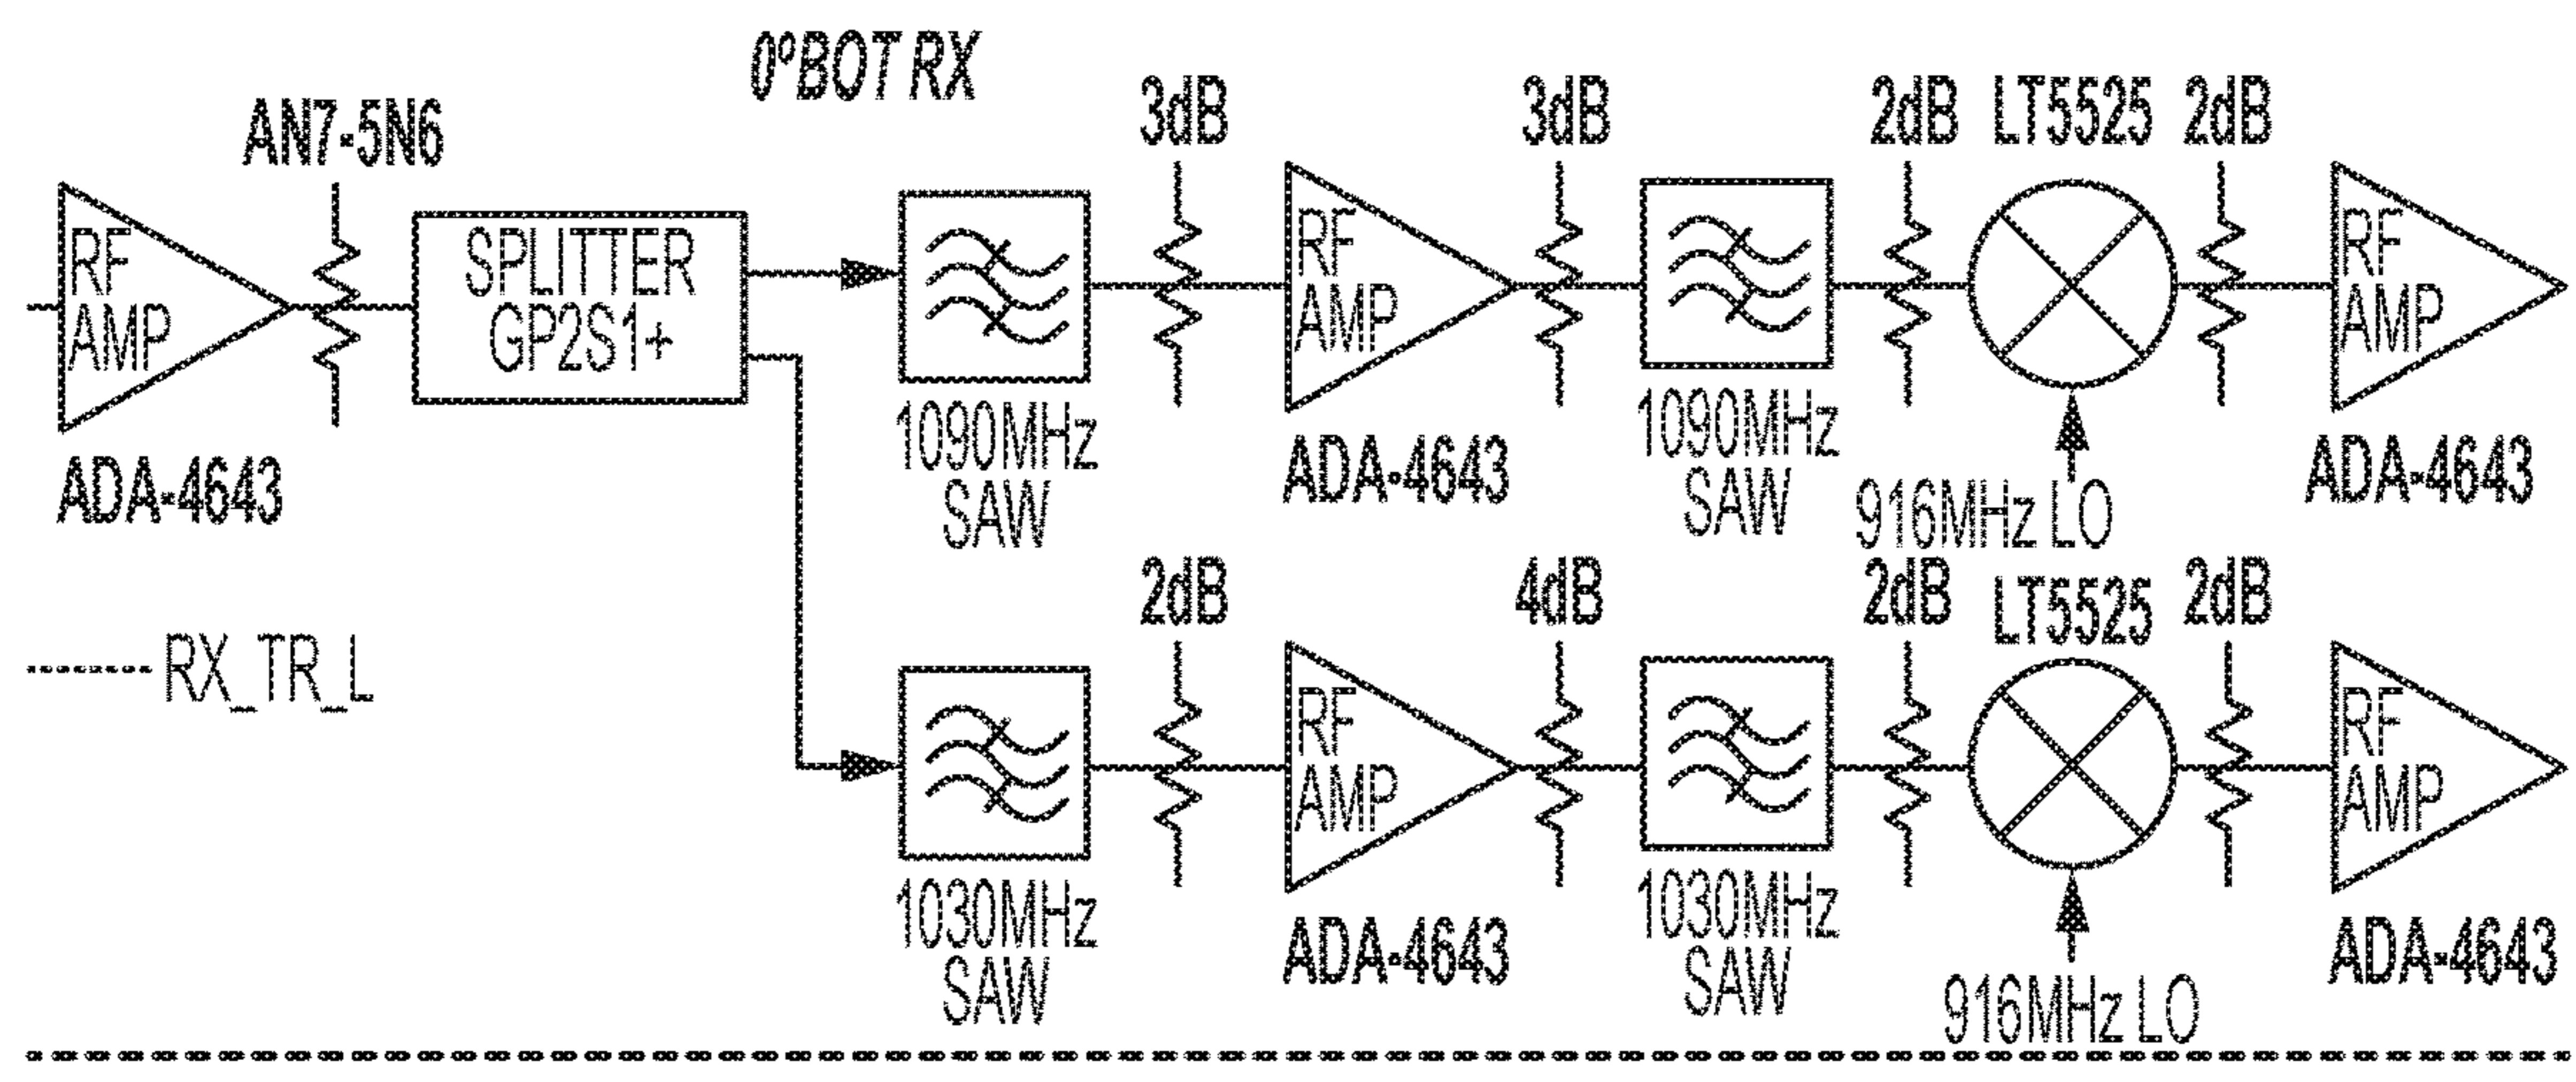 0°BOT RX
AN7-5N6
3dB
3dB
2dB
LT5525
2dB
RF
AMP
ADA-4643
SPLITTER
GP2S1+
1090MHz
SAW
RF
AMP
ADA-4643
1090MHz
SAW
916MHz LO
RF
AMP
ADA-4643
RX_TR_L
2dB
4dB
2dB
LT5525
2dB
1030MHz
SAW
RF
AMP
ADA-4643
1030MHz
SAW
916MHz LO
RF
AMP
ADA-4643